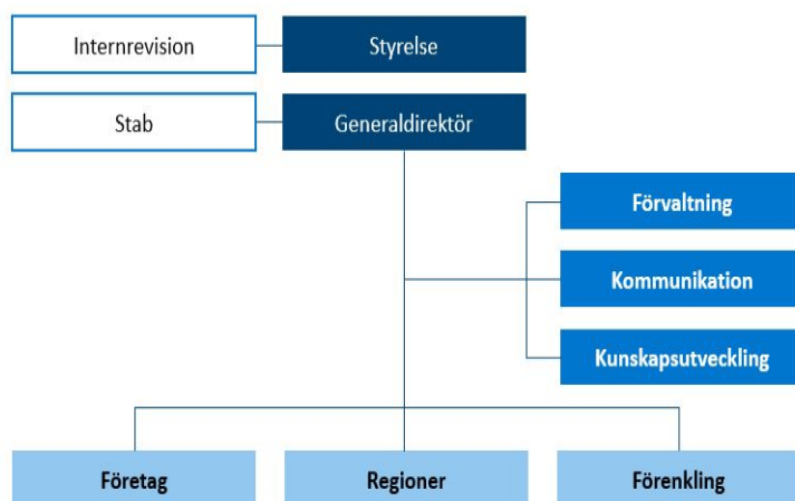 Internrevision
Styrelse
Stab
Generaldirektör
Förvaltning
Kommunikation
Kunskapsutveckling
Företag
Regioner
Förenkling